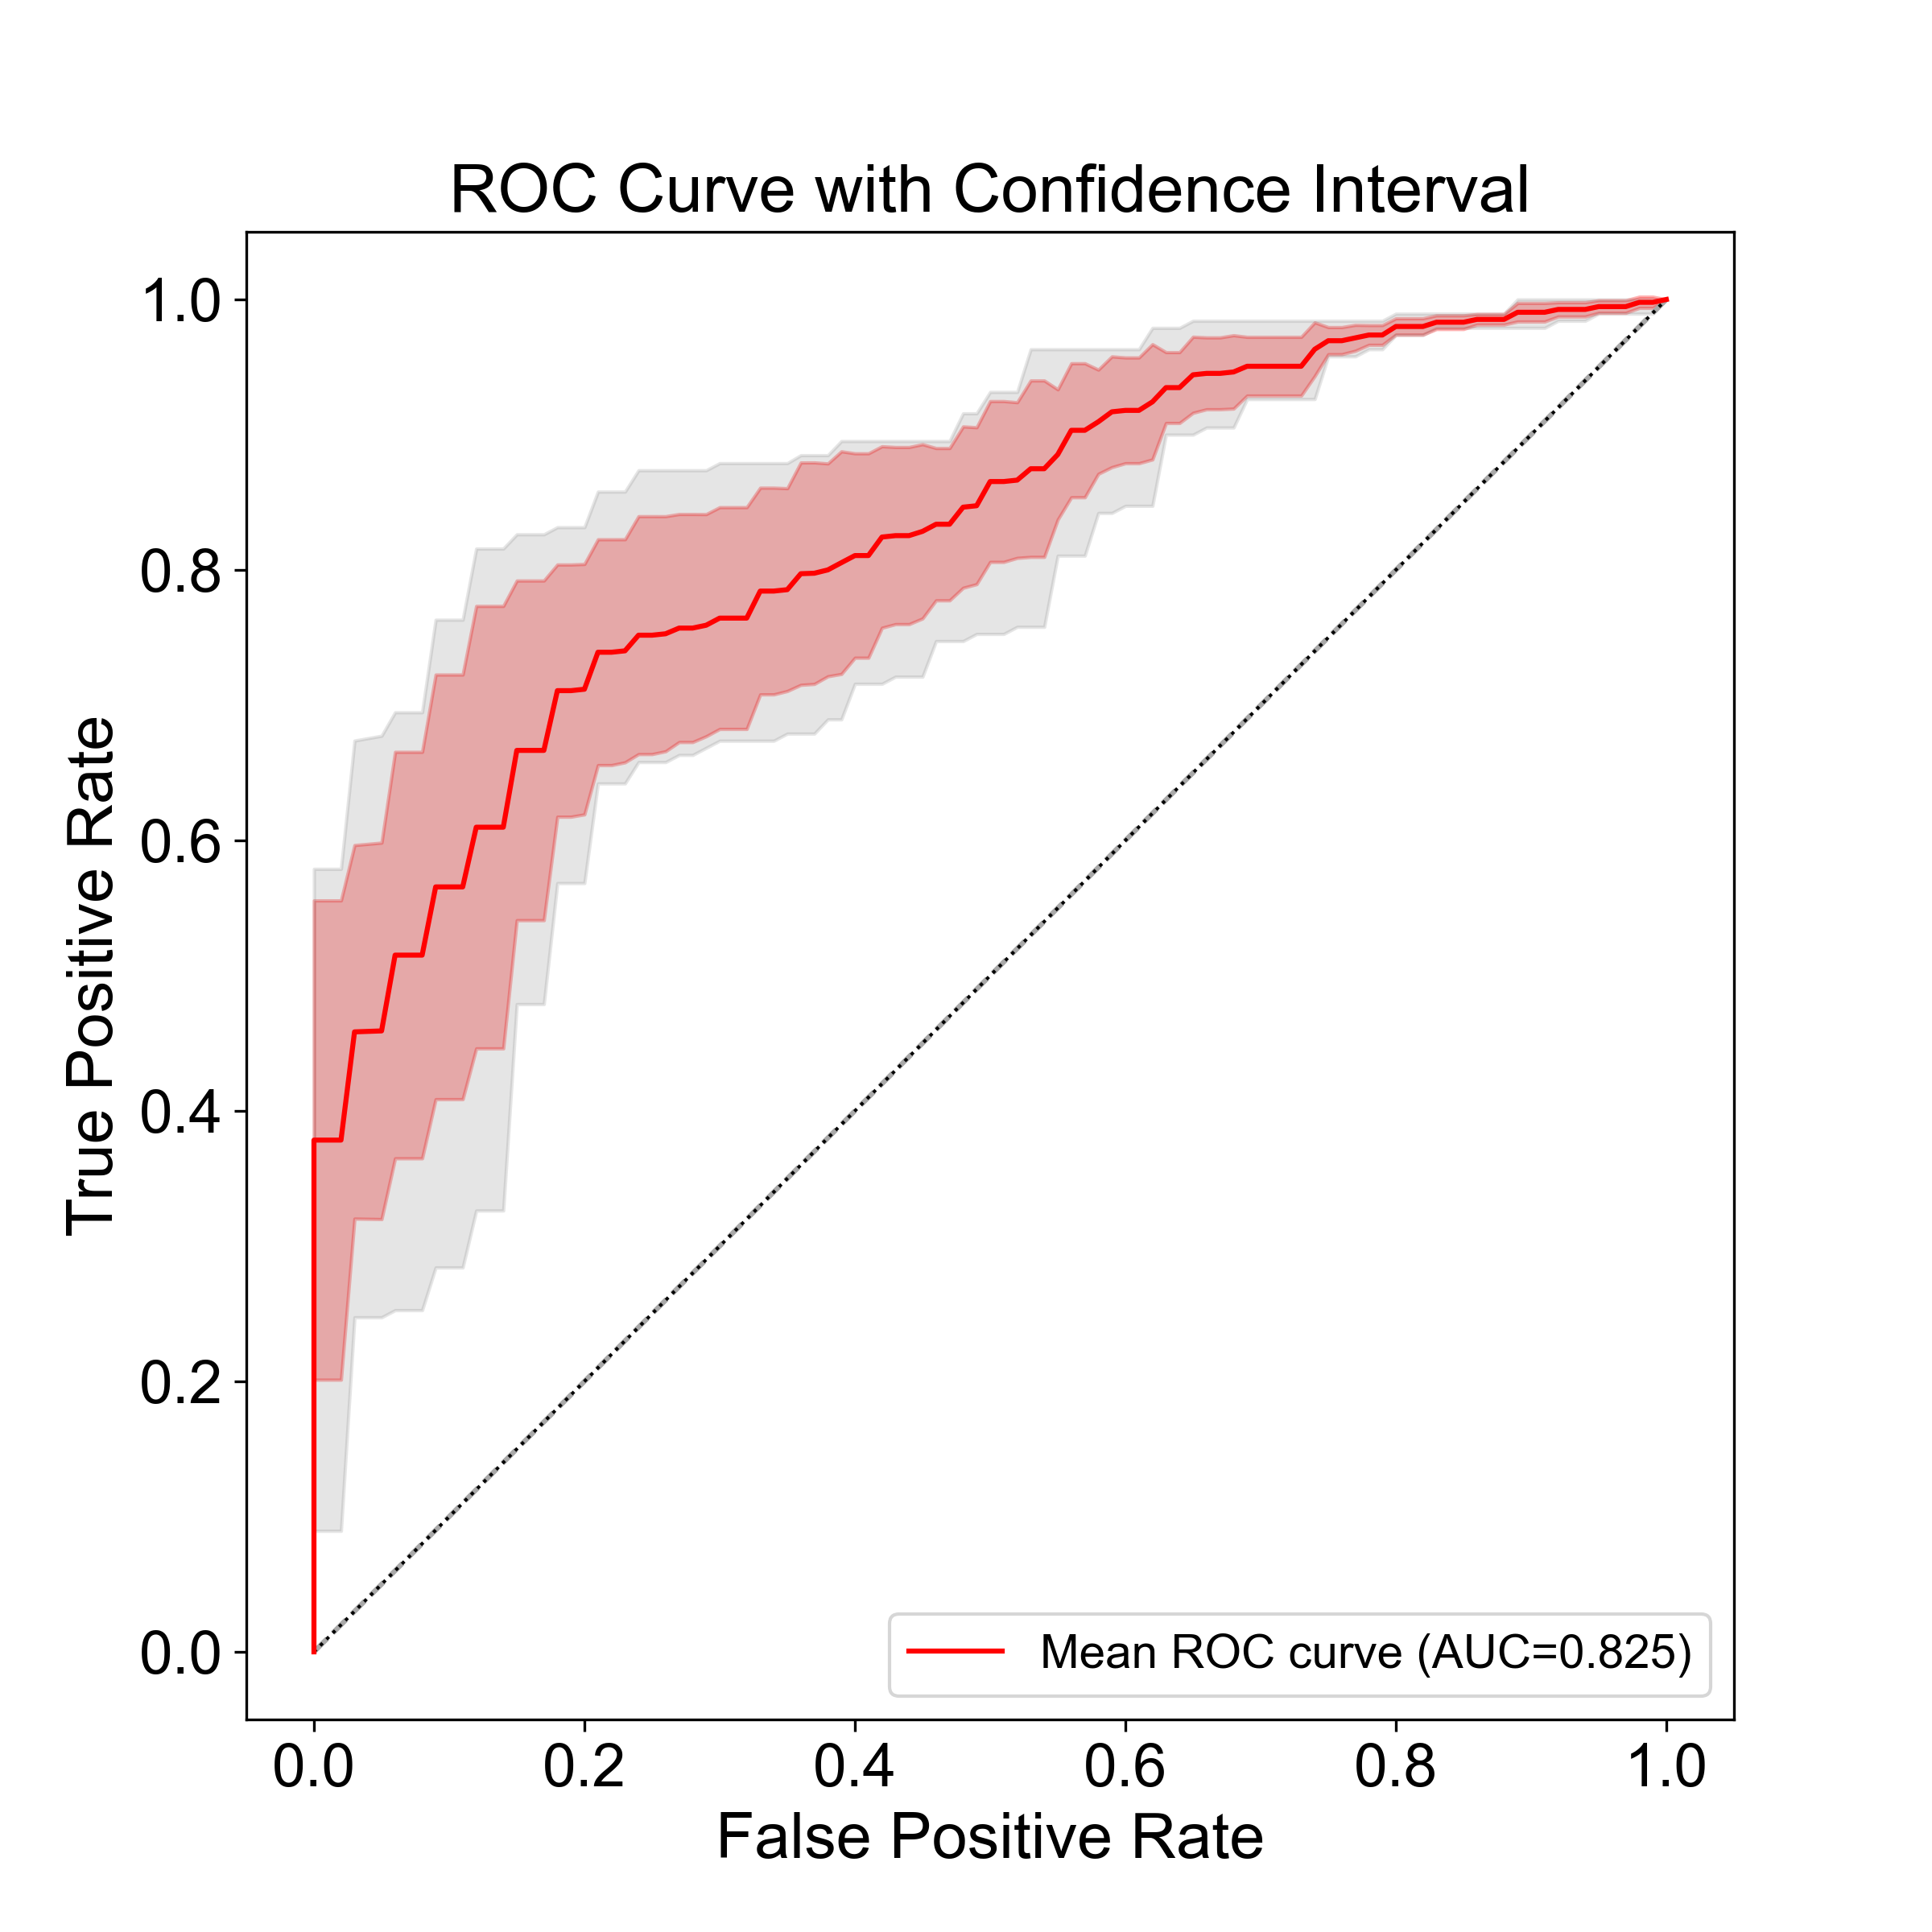 ROC Curve with Confidence Interval
1.0
0.8
0.6
0.4
0.2
0.0
True Positive Rate
Mean ROC curve (AUC=0.825)
0.0 0.2 0.4 0.6 0.8 1.0
False Positive Rate